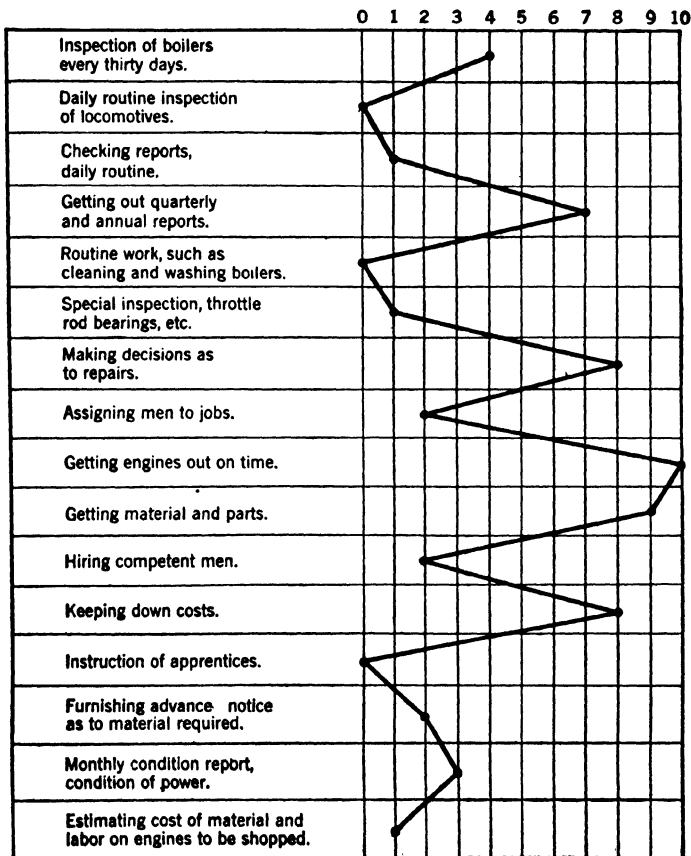 0 1 2 3 4 5 6 7 8 9 10
Inspection of boilers
every thirty days.
Daily routine inspection
of locomotives.
Checking reports,
daily routine.
Getting out quarterly
and annual reports.
Routine work, such as
cleaning and washing boilers.
Special inspection, throttle
rod bearings, etc.
Making decisions as
to repairs.
Assigning men to jobs.
Getting engines out on time.
Getting material and parts.
Hiring competent men.
Keeping down costs.
Instruction of apprentices.
Furnishing advance notice
as to material required.
Monthly condition report,
condition of power.
Estimating cost of material and
labor on engines to be shopped.